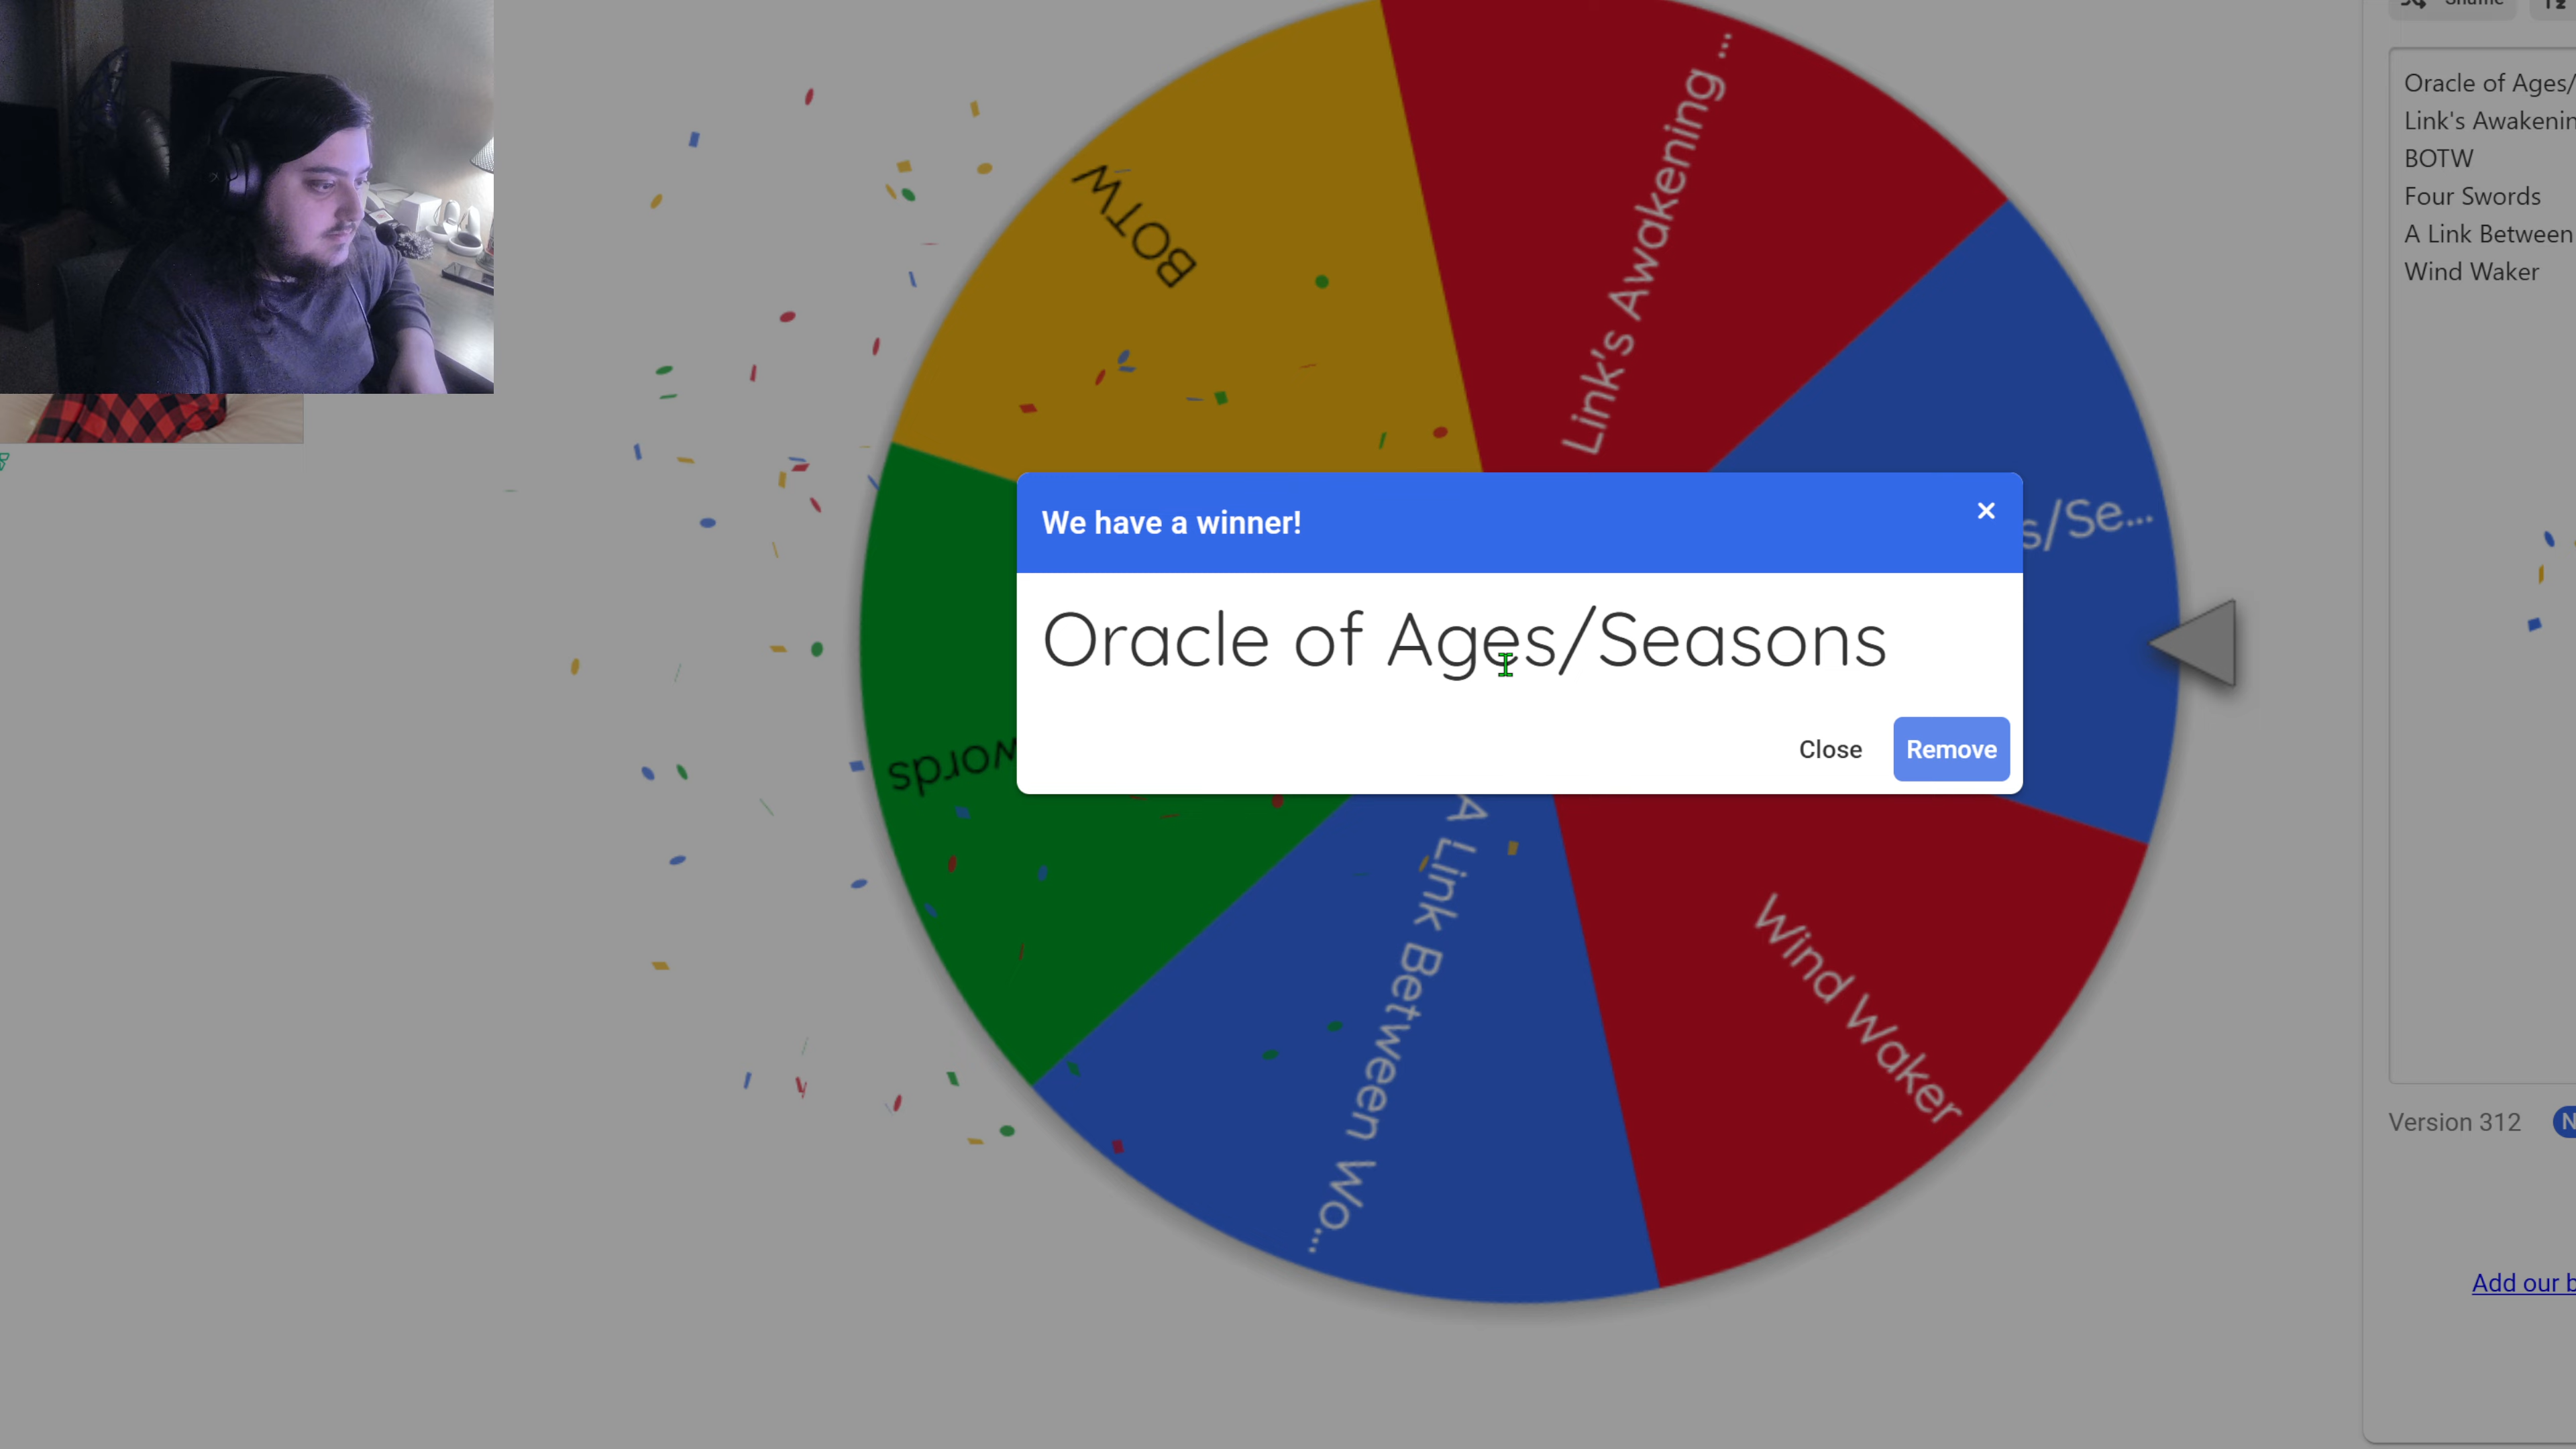 Oracle of Ages/
Link's Awakenin
BOTW
Four Swords
A Link Between
Wind Waker
BOTW
Link's Awakening ...
s/Se...
We have a winner!
Oracle of Ages/Seasons
Close
Remove
words
A Link Between Wo...
Wind Waker
Version 312
N
Add our b